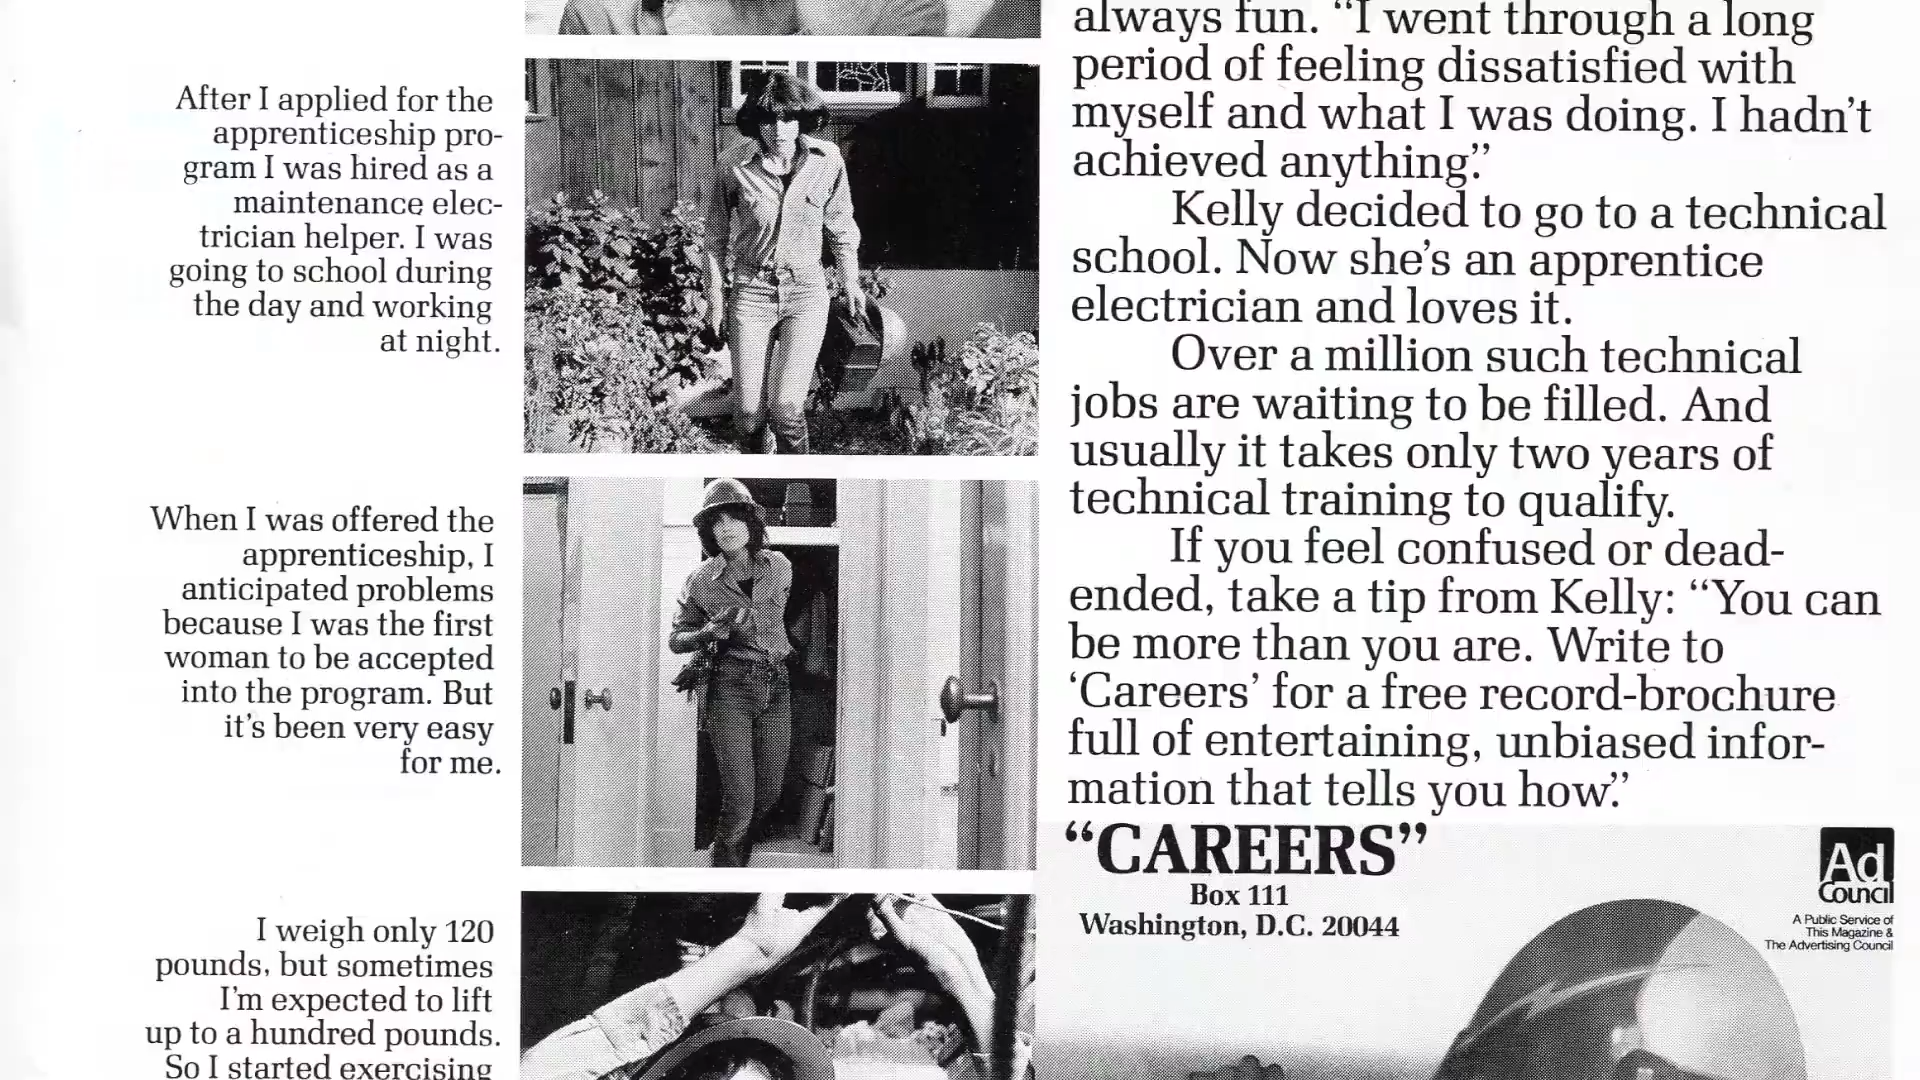 After I applied for the
apprenticeship pro-
gram I was hired as a
maintenance elec-
trician helper. I was
going to school during
the day and working
at night.
When I was offered the
apprenticeship, I
anticipated problems
because I was the first
woman to be accepted
into the program. But
it's been very easy
for me.
I weigh only 120
pounds, but sometimes
I'm expected to lift
up to a hundred pounds.
So I started exercising
always fun. “I went through a long
period of feeling dissatisfied with
myself and what I was doing. I hadn't
achieved anything.”
Kelly decided to go to a technical
school. Now she's an apprentice
electrician and loves it.
Over a million such technical
jobs are waiting to be filled. And
usually it takes only two years of
technical training to qualify.
If you feel confused or dead-
ended, take a tip from Kelly: “You can
be more than you are. Write to
‘Careers’ for a free record-brochure
full of entertaining, unbiased infor-
mation that tells you how.”
“CAREERS”
Box 111
Washington, D.C. 20044
Ad
Council
A Public Service of
This Magazine &
The Advertising Council